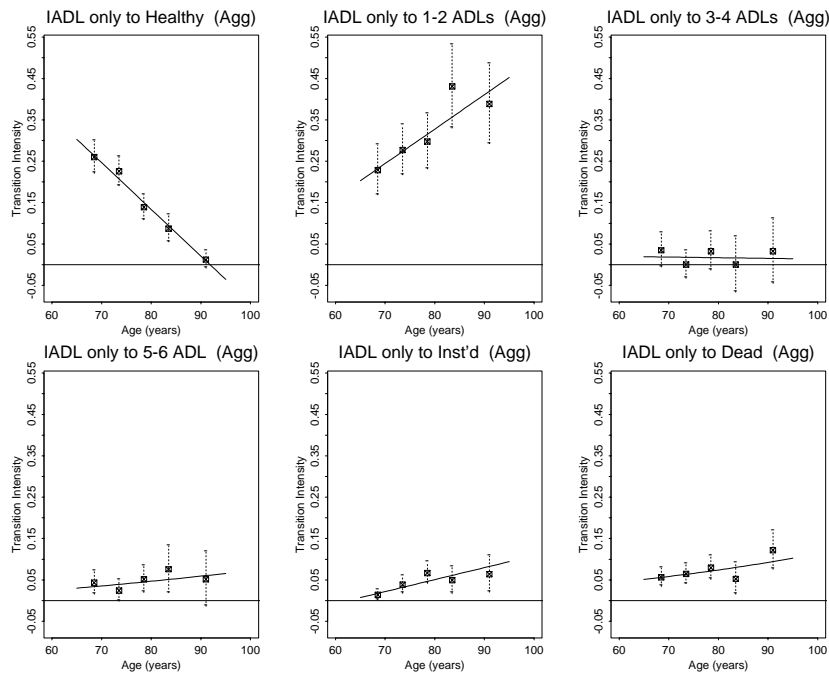 IADL only to Healthy (Agg)
IADL only to 1-2 ADLs (Agg)
IADL only to 3-4 ADLs (Agg)
Transition Intensity
0.55
0.45
0.35
0.25
0.15
0.05
-0.05
60 70 80 90 100
Age (years)
Transition Intensity
0.55
0.45
0.35
0.25
0.15
0.05
-0.05
60 70 80 90 100
Age (years)
Transition Intensity
0.55
0.45
0.35
0.25
0.15
0.05
-0.05
60 70 80 90 100
Age (years)
IADL only to 5-6 ADL (Agg)
IADL only to Inst'd (Agg)
IADL only to Dead (Agg)
Transition Intensity
0.55
0.45
0.35
0.25
0.15
0.05
-0.05
60 70 80 90 100
Age (years)
Transition Intensity
0.55
0.45
0.35
0.25
0.15
0.05
-0.05
60 70 80 90 100
Age (years)
Transition Intensity
0.55
0.45
0.35
0.25
0.15
0.05
-0.05
60 70 80 90 100
Age (years)